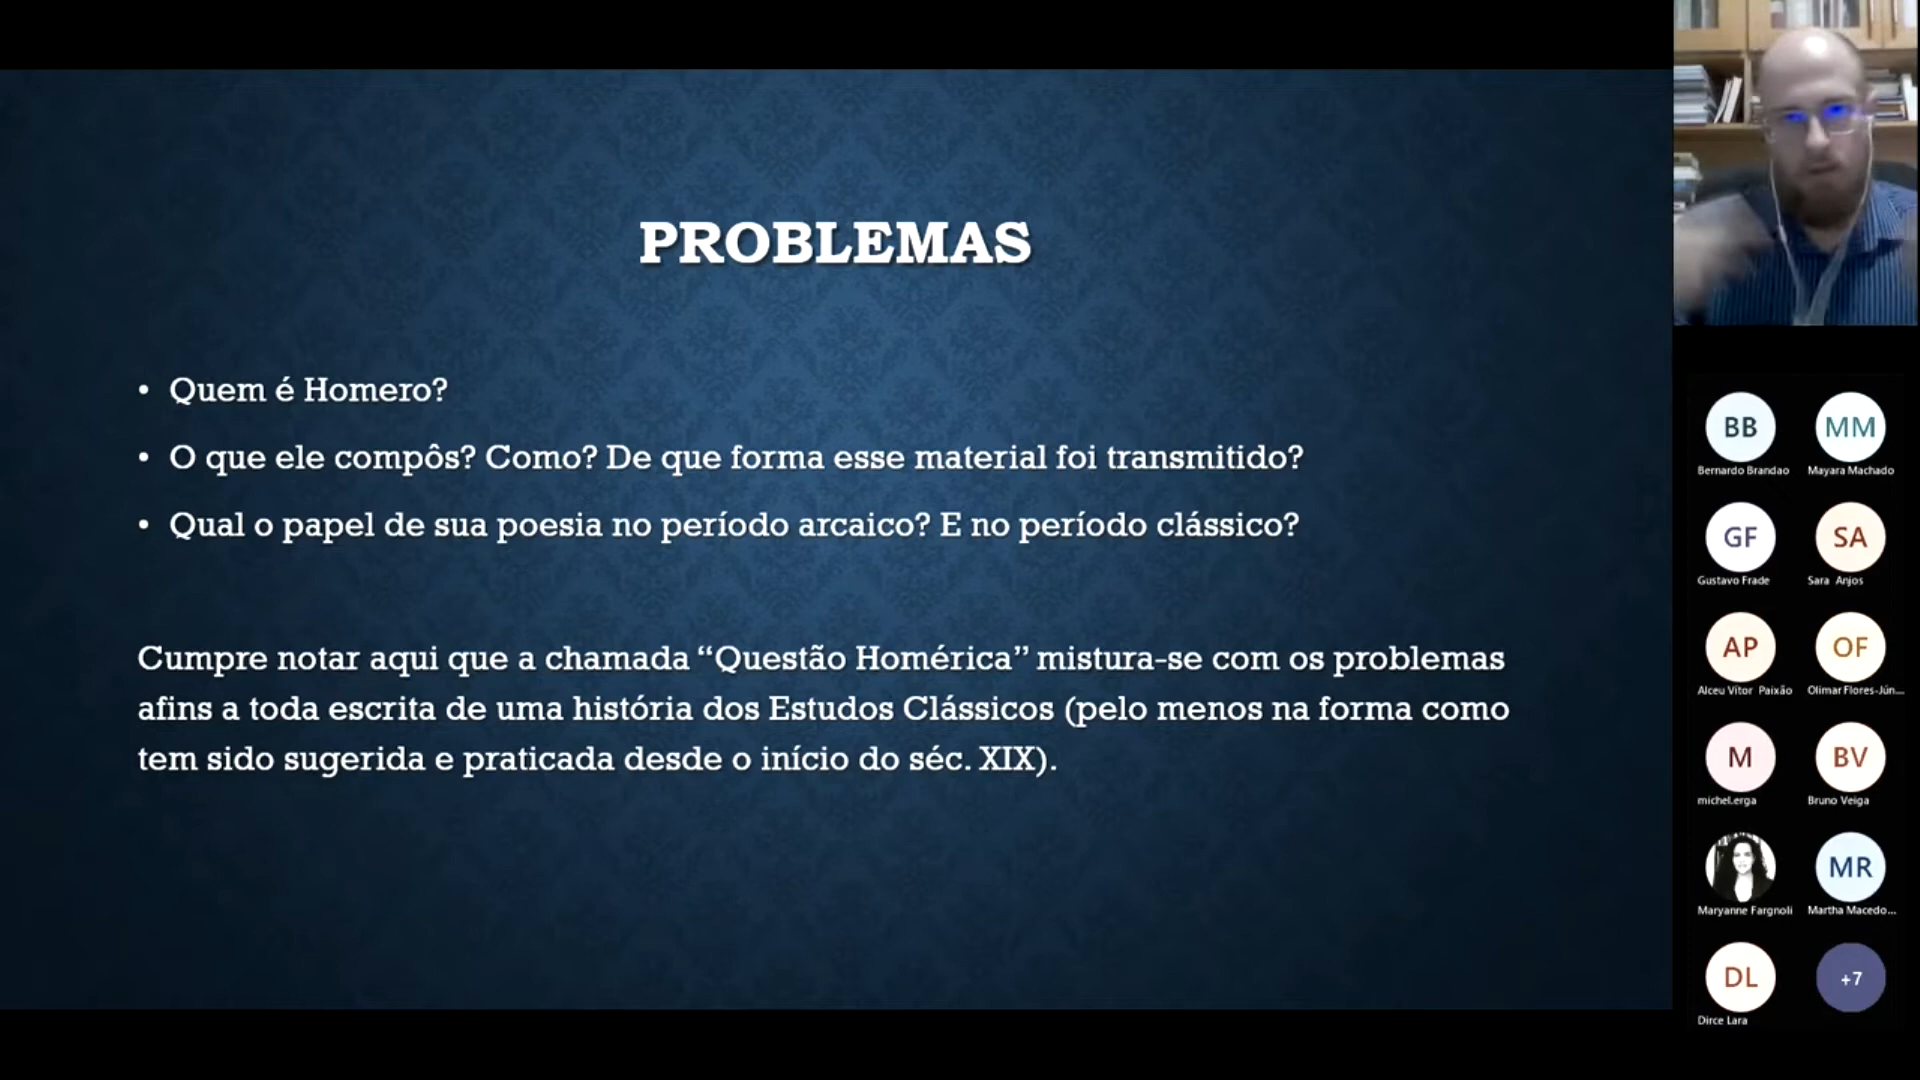 PROBLEMAS
• Quem é Homero?
• O que ele compôs? Como? De que forma esse material foi transmitido?
• Qual o papel de sua poesia no período arcaico? E no período clássico?
Cumpre notar aqui que a chamada “Questão Homérica” mistura-se com os problemas
afins a toda escrita de uma história dos Estudos Clássicos (pelo menos na forma como
tem sido sugerida e praticada desde o início do séc. XIX).
BB
Bernardo Brandao
MM
Mayara Machado
GF
Gustavo Frade
SA
Sara Anjos
AP
Alceu Vítor Paixão
OF
Olimar Flores-Jún...
M
michel.erga
BV
Bruno Veiga
Maryanne Fargnoli
MR
Martha Macedo...
DL
Dirce Lara
+7